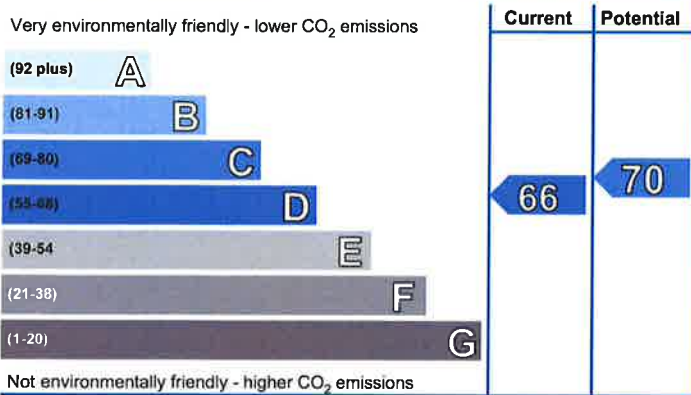 Very environmentally friendly - lower CO₂ emissions
Current
Potential
(92 plus) A
(81-91) B
(69-80) C
(55-68) D
(39-54 E
(21-38) F
(1-20) G
66
70
Not environmentally friendly - higher CO₂ emissions